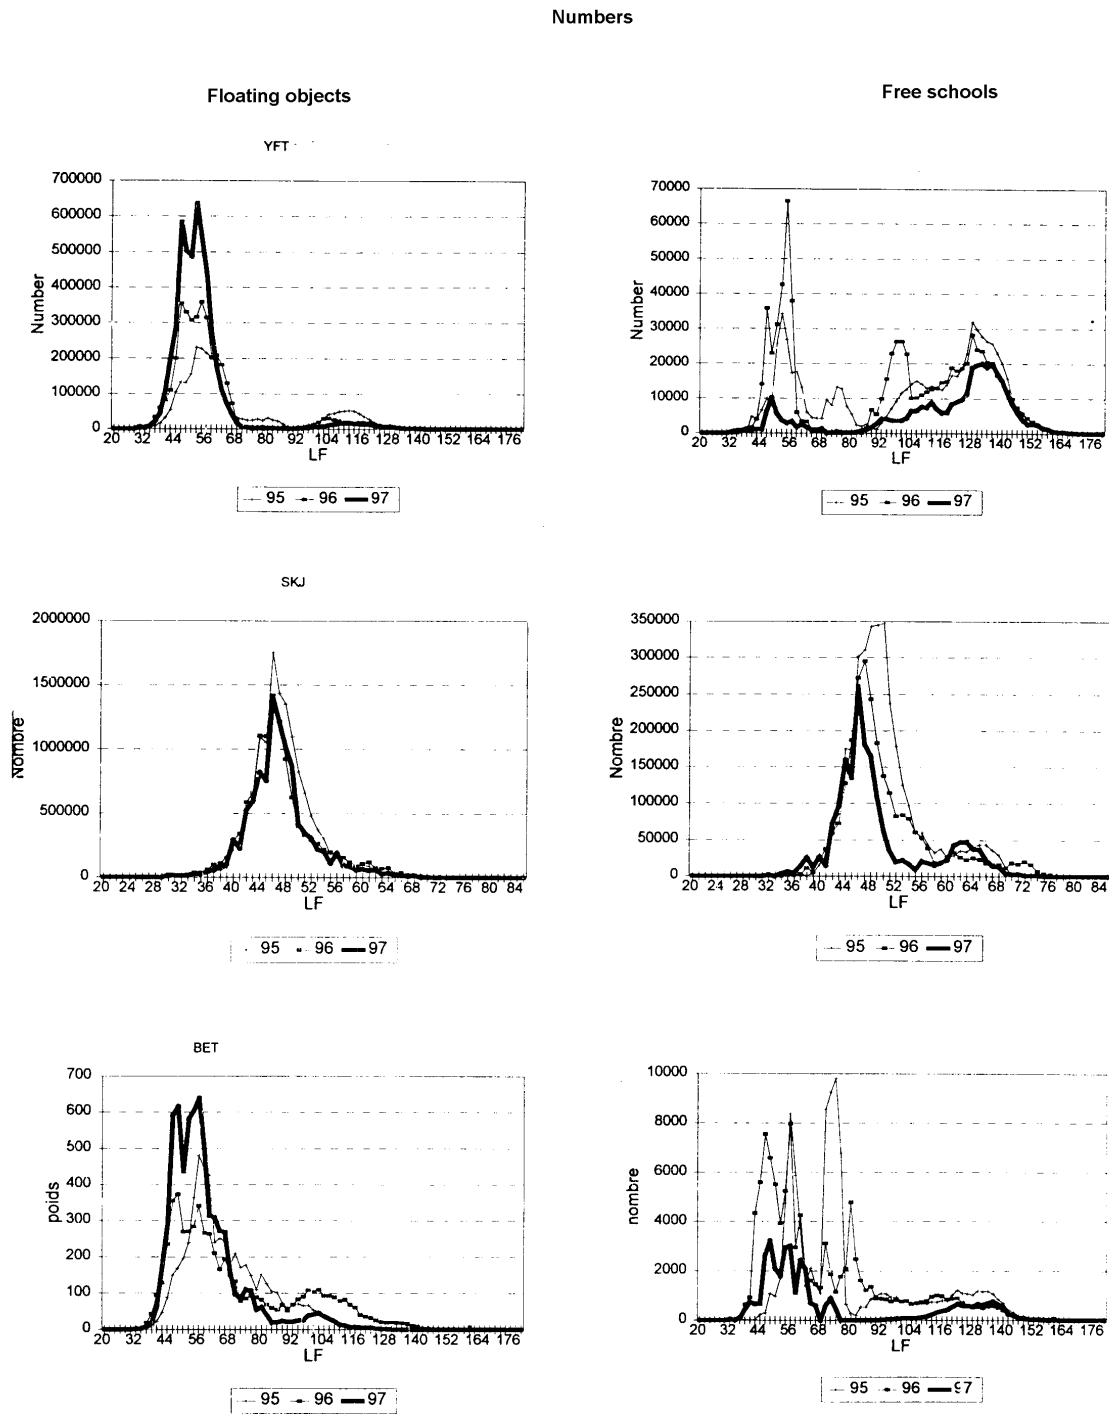 Numbers
Floating objects
Free schools
YFT
700000
600000
500000
400000
300000
200000
100000
0
Number
20 32 44 56 68 80 92 104 116 128 140 152 164 176
LF
95 96 97
70000
60000
50000
40000
30000
20000
10000
0
Number
20 32 44 56 68 80 92 104 116 128 140 152 164 176
LF
95 96 97
SKJ
2000000
1500000
1000000
500000
0
Nombre
20 24 28 32 36 40 44 48 52 56 60 64 68 72 76 80 84
LF
95 96 97
350000
300000
250000
200000
150000
100000
50000
0
Nombre
20 24 28 32 36 40 44 48 52 56 60 64 68 72 76 80 84
LF
95 96 97
BET
700
600
500
400
300
200
100
0
poids
20 32 44 56 68 80 92 104 116 128 140 152 164 176
LF
95 96 97
10000
8000
6000
4000
2000
0
nombre
20 32 44 56 68 80 92 104 116 128 140 152 164 176
LF
95 96 97